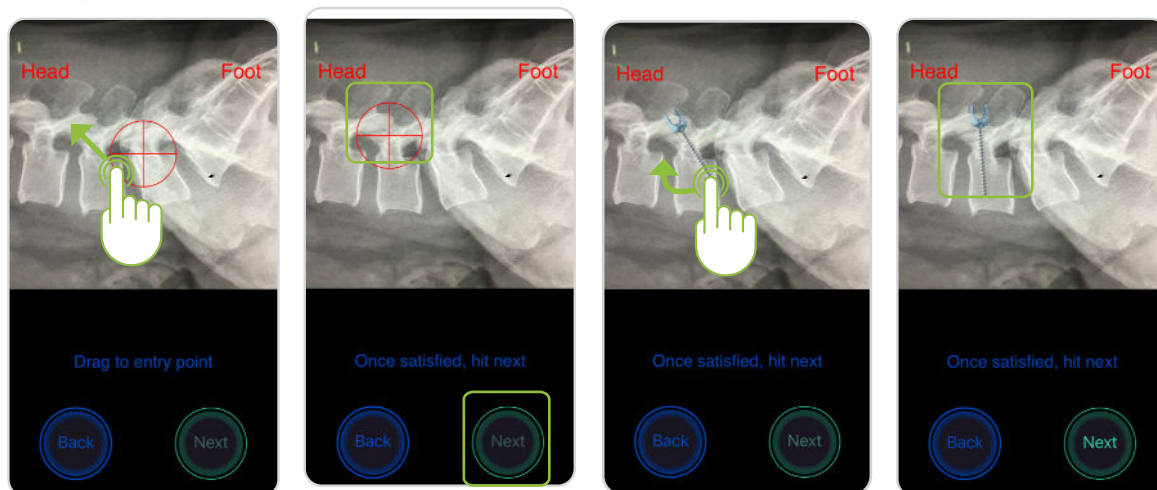 Head Foot
Drag to entry point
Back Next
Head Foot
Once satisfied, hit next
Back Next
Head Foot
Once satisfied, hit next
Back Next
Head Foot
Once satisfied, hit next
Back Next